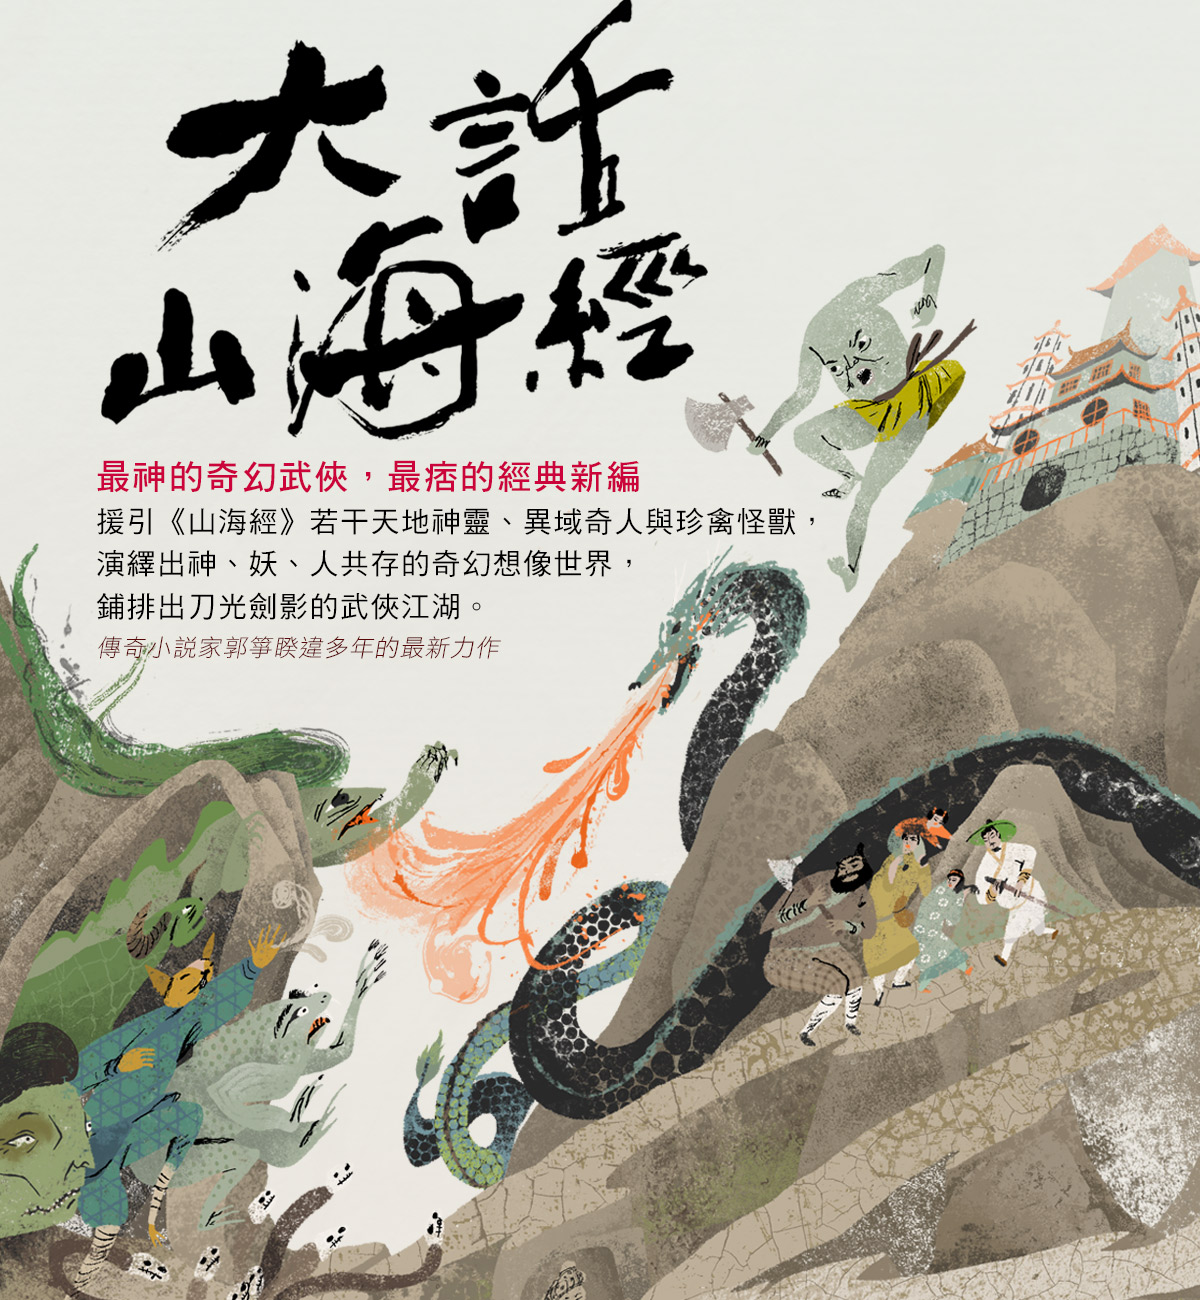 大話
山海經
最神的奇幻武俠，最痞的經典新編
援引《山海經》若干天地神靈、異域奇人與珍禽怪獸，
演繹出神、妖、人共存的奇幻想像世界，
鋪排出刀光劍影的武俠江湖。
傳奇小說家郭箏睽違多年的最新力作